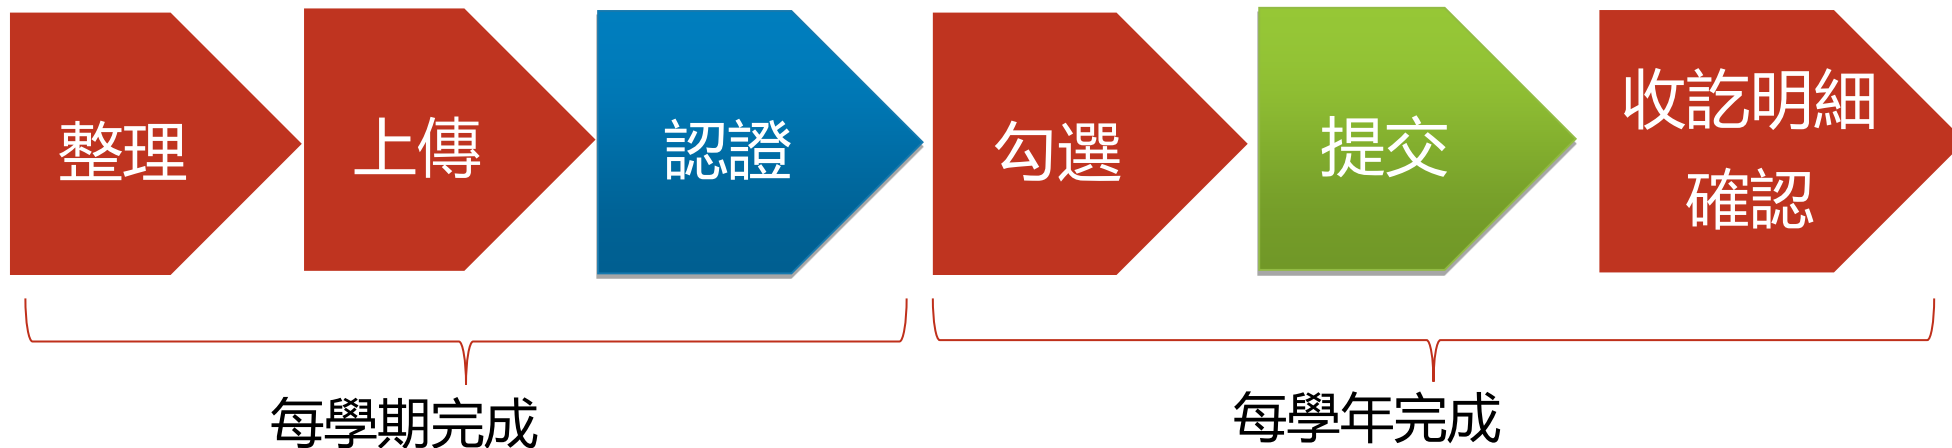 整理
上傳
認證
勾選
提交
收訖明細
確認
每學期完成
每學年完成